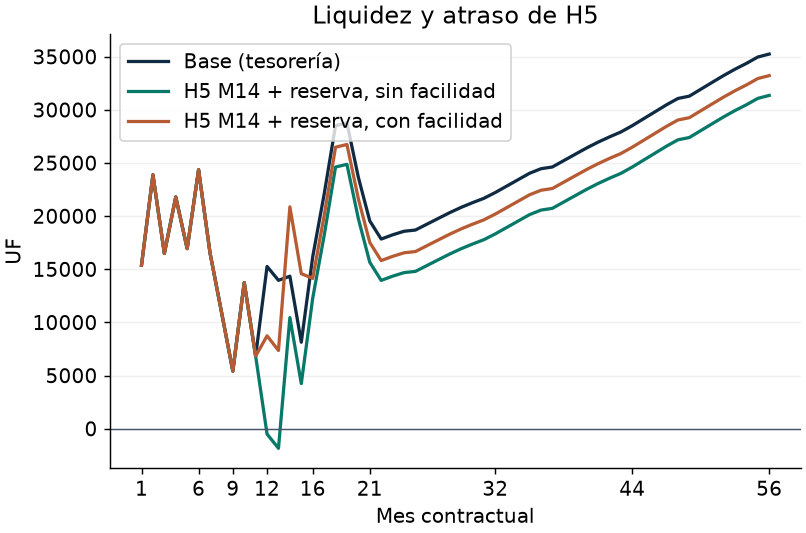 Liquidez y atraso de H5
Base (tesorería)
H5 M14 + reserva, sin facilidad
H5 M14 + reserva, con facilidad
35000
30000
25000
20000
15000
10000
5000
0
UF
1 6 9 12 16 21 32 44 56
Mes contractual